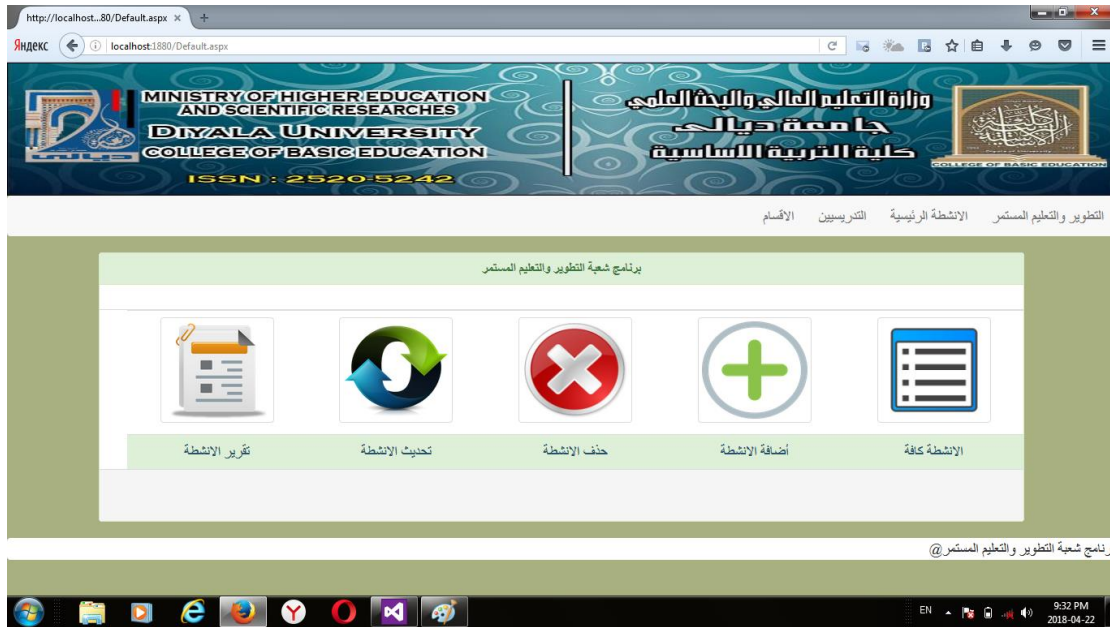 http://localhost...80/Default.aspx
Яндекс
localhost:1880/Default.aspx
MINISTRY OF HIGHER EDUCATION
AND SCIENTIFIC RESEARCHES
DIYALA UNIVERSITY
COLLEGE OF BASIC EDUCATION
ISSN : 2520-5242
وزارة التعليم العالي والبحث العلمي
جامعة ديالى
كلية التربية الاساسية
ديالى
COLLEGE OF BASIC EDUCATION
التطوير والتعليم المستمر الانشطة الرئيسية التدريسيين الاقسام
برنامج شعبة التطوير والتعليم المستمر
الانشطة كافة
أضافة الانشطة
حذف الانشطة
تحديث الانشطة
تقرير الانشطة
رنامج شعبة التطوير والتعليم المستمر@
EN
9:32 PM
2018-04-22